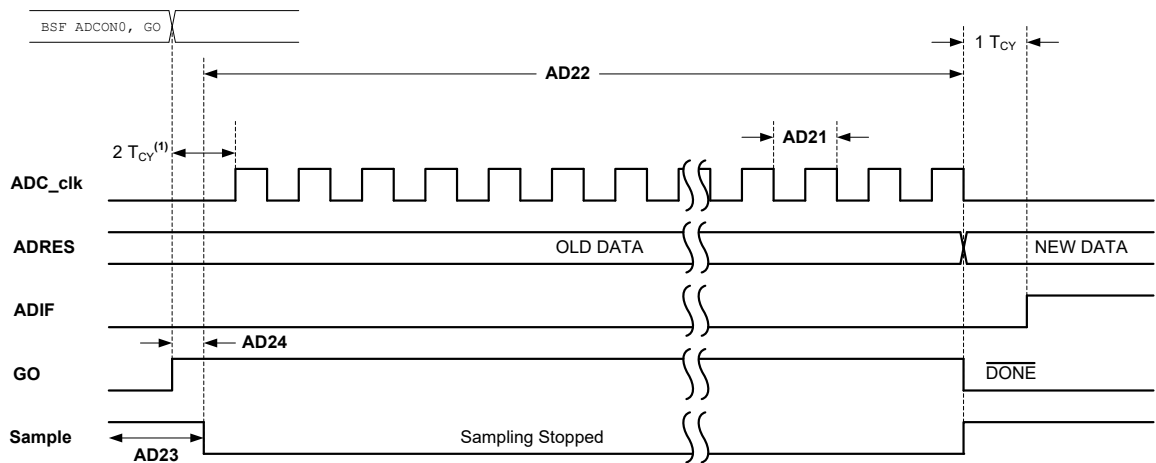 BSF ADCON0, GO
1 TCY
AD22
AD21
2 TCY(1)
ADC_clk
ADRES
OLD DATA
NEW DATA
ADIF
AD24
GO
DONE
Sample
Sampling Stopped
AD23